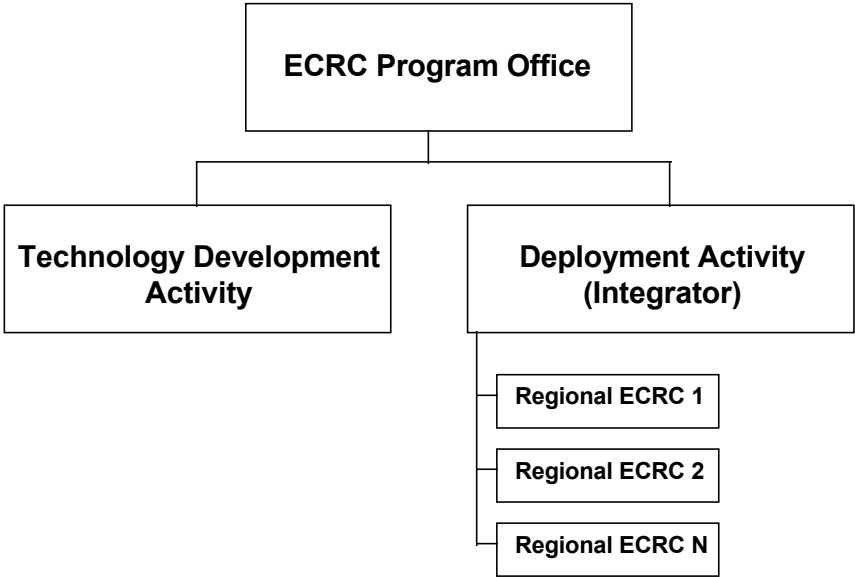 ECRC Program Office
Technology Development
Activity
Deployment Activity
(Integrator)
Regional ECRC 1
Regional ECRC 2
Regional ECRC N